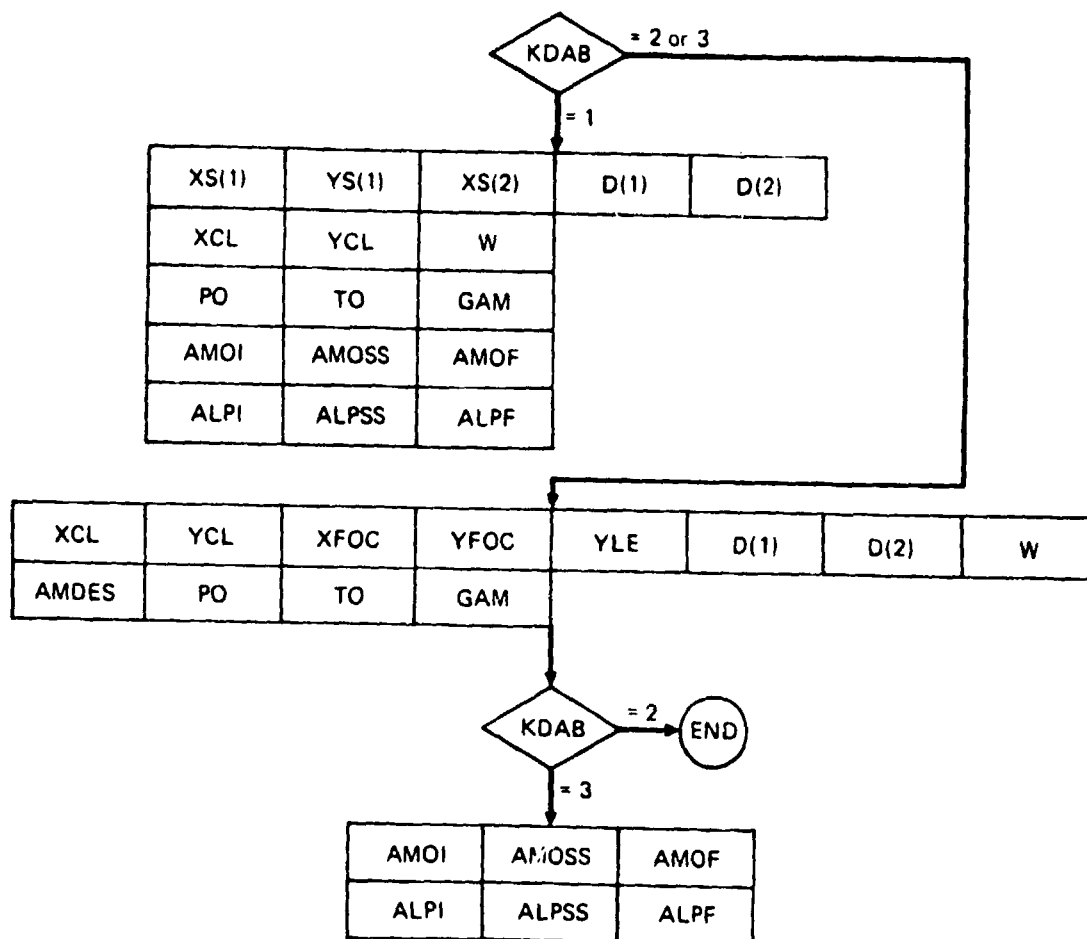 = 2 or 3
KDAB
= 1
XS(1) YS(1) XS(2) D(1) D(2)
XCL YCL W
PO TO GAM
AMOI AMOSS AMOF
ALPI ALPSS ALPF
XCL YCL XFOC YFOC YLE D(1) D(2) W
AMDES PO TO GAM
KDAB = 2 END
= 3
AMOI AMOSS AMOF
ALPI ALPSS ALPF